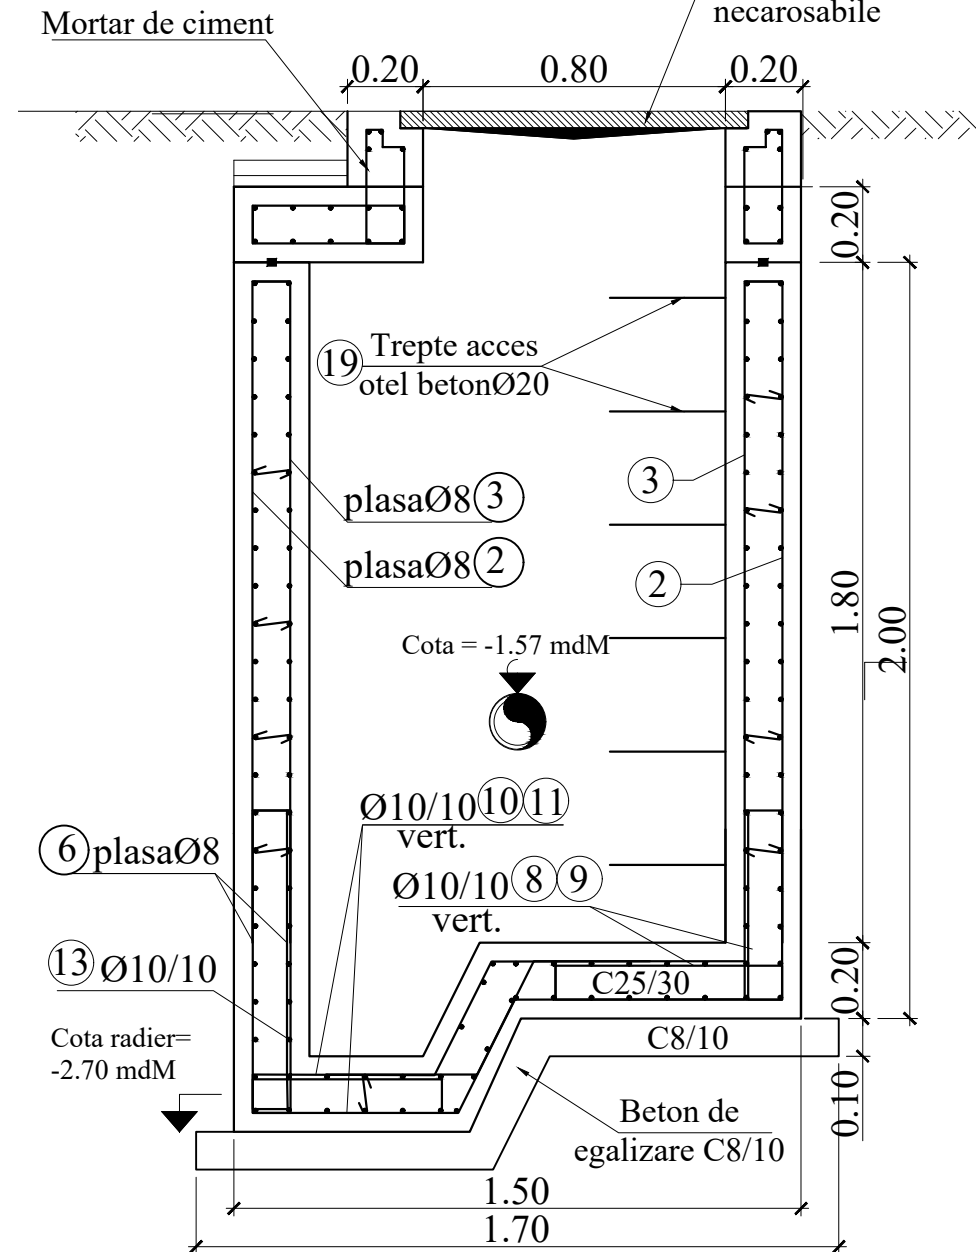 necarosabile
Mortar de ciment
0.20
0.80
0.20
0.20
19
Trepte acces
otel betonØ20
3
plasaØ8 3
plasaØ8 2
2
1.80
2.00
Cota = -1.57 mdM
Ø10/10 10 11
vert.
6 plasaØ8
Ø10/10 8 9
vert.
13 Ø10/10
C25/30
0.20
Cota radier=
-2.70 mdM
C8/10
0.10
Beton de
egalizare C8/10
1.50
1.70